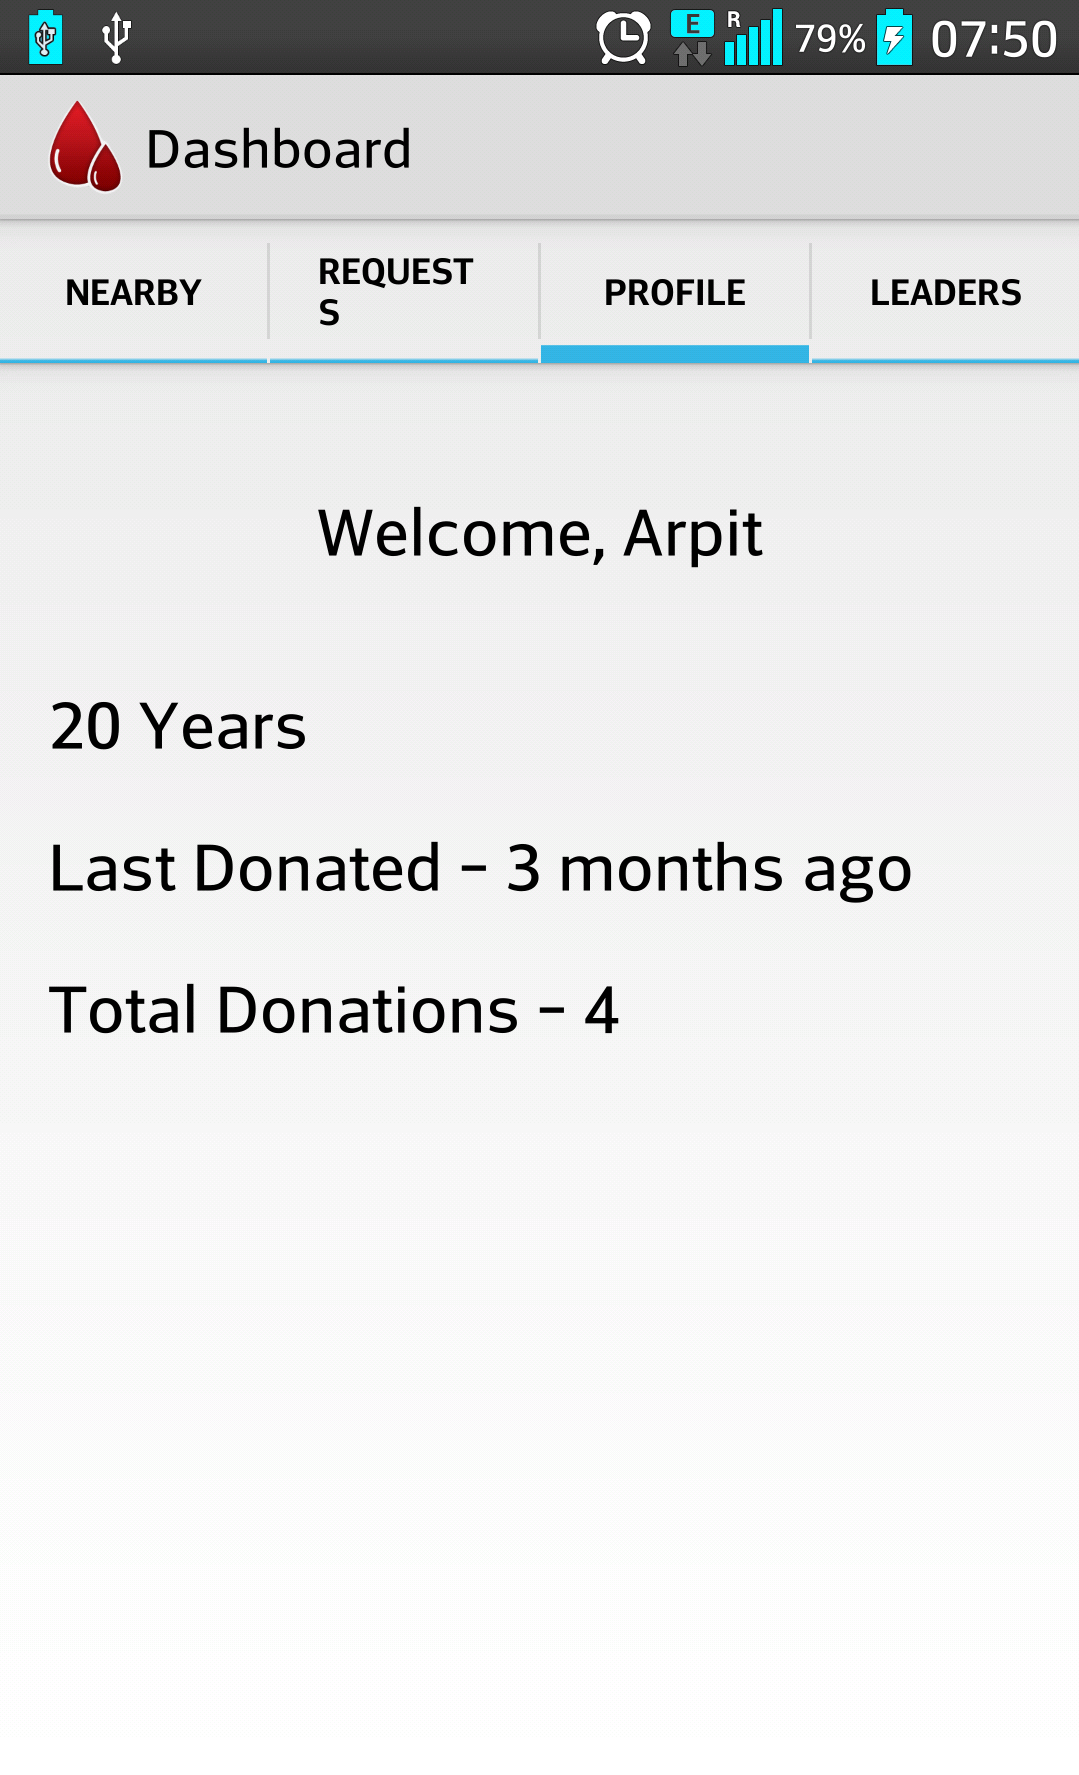 E R 79% 07:50
Dashboard
NEARBY
REQUEST
S
PROFILE
LEADERS
Welcome, Arpit
20 Years
Last Donated - 3 months ago
Total Donations - 4